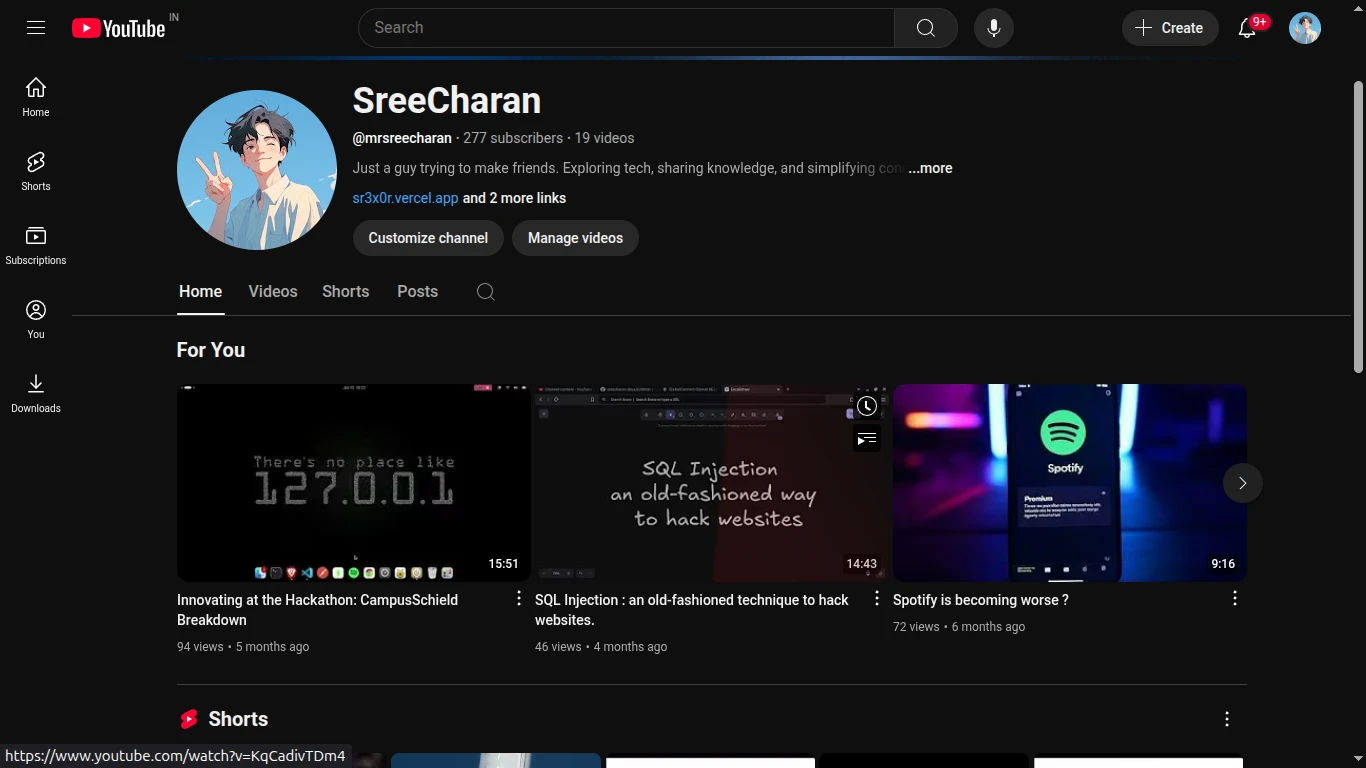 YouTube IN
Search
Create
9+
Home
Shorts
Subscriptions
You
Downloads
SreeCharan
@mrsreecharan · 277 subscribers · 19 videos
Just a guy trying to make friends. Exploring tech, sharing knowledge, and simplifying con ...more
sr3x0r.vercel.app and 2 more links
Customize channel
Manage videos
Home
Videos
Shorts
Posts
For You
There's no place like
127.0.0.1
15:51
Innovating at the Hackathon: CampusSchield
Breakdown
94 views • 5 months ago
SQL Injection
an old-fashioned way
to hack websites
14:43
SQL Injection : an old-fashioned technique to hack
websites.
46 views • 4 months ago
Spotify
Premium
9:16
Spotify is becoming worse ?
72 views • 6 months ago
Shorts
https://www.youtube.com/watch?v=KqCadivTDm4